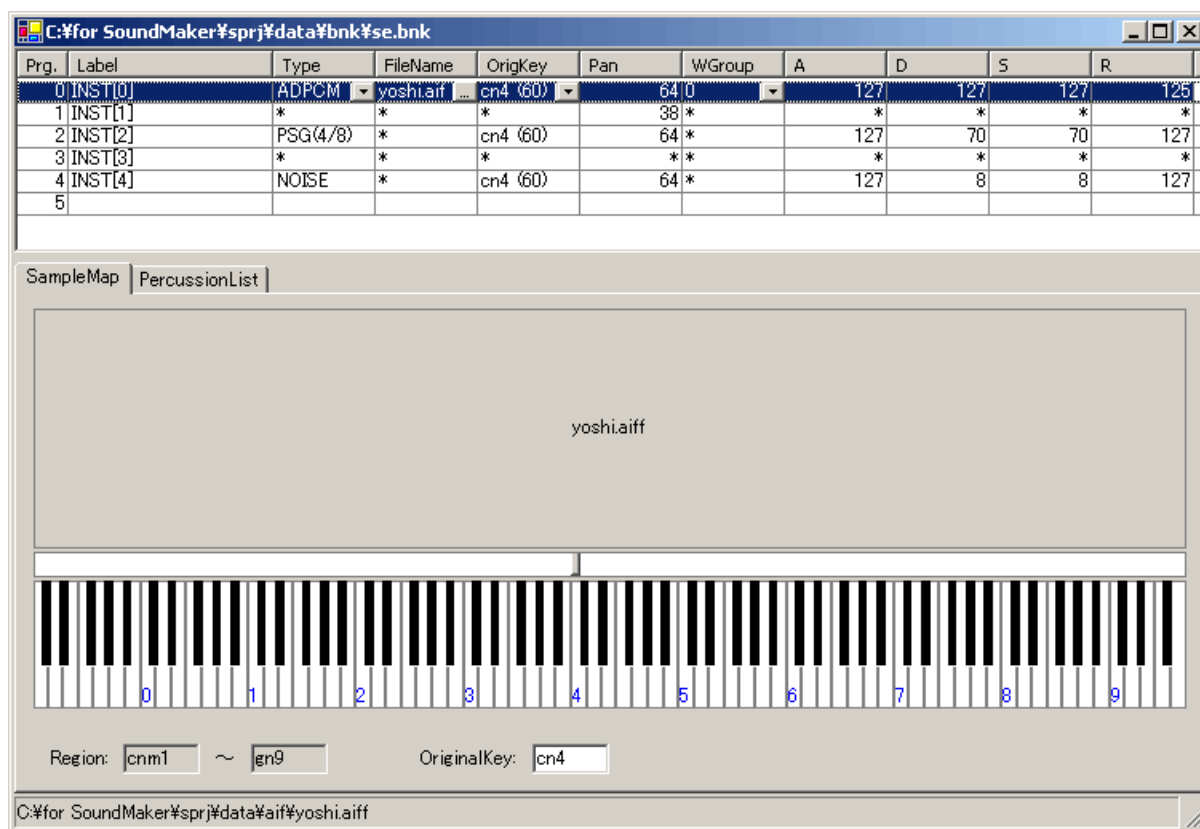 C:¥for SoundMaker¥sprj¥data¥bnk¥se.bnk
Prg. Label Type FileName OrigKey Pan WGroup A D S R
0 INST[0] ADPCM yoshi.aif ... cn4 (60) 64 0 127 127 127 125
1 INST[1] * * * 38 * * * * *
2 INST[2] PSG(4/8) * cn4 (60) 64 * 127 70 70 127
3 INST[3] * * * * * * * * *
4 INST[4] NOISE * cn4 (60) 64 * 127 8 8 127
5
SampleMap PercussionList
yoshi.aiff
0 1 2 3 4 5 6 7 8 9
Region: cnm1 ～ gn9 OriginalKey: cn4
C:¥for SoundMaker¥sprj¥data¥aif¥yoshi.aiff